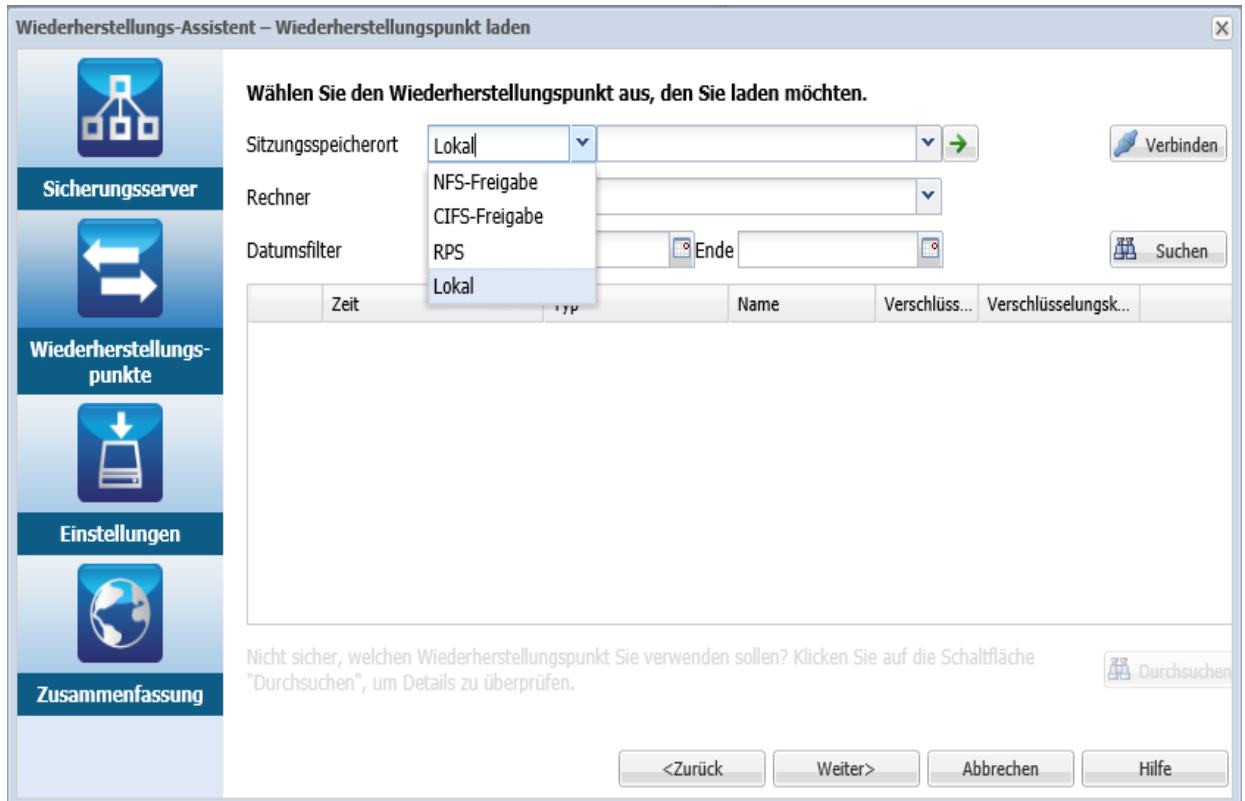 Wiederherstellungs-Assistent – Wiederherstellungspunkt laden
Sicherungsserver
Wiederherstellungs-
punkte
Einstellungen
Zusammenfassung
Wählen Sie den Wiederherstellungspunkt aus, den Sie laden möchten.
Sitzungsspeicherort Lokal Verbinden
NFS-Freigabe
Rechner
CIFS-Freigabe
Datumsfilter RPS Ende Suchen
Lokal
Zeit Typ Name Verschlüss... Verschlüsselungsk...
Nicht sicher, welchen Wiederherstellungspunkt Sie verwenden sollen? Klicken Sie auf die Schaltfläche
"Durchsuchen", um Details zu überprüfen.
Durchsuchen
<Zurück Weiter> Abbrechen Hilfe